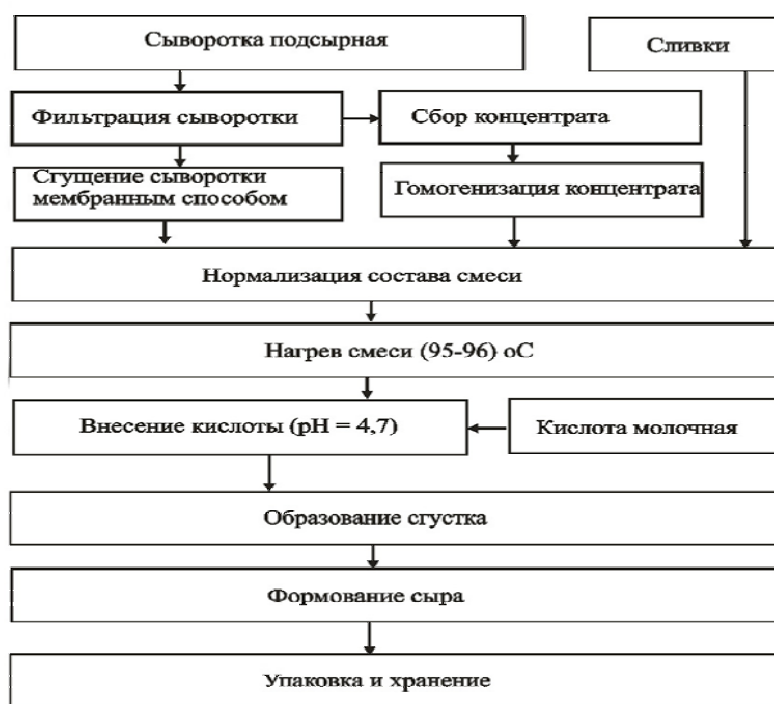 Сыворотка подсырная
Сливки
Фильтрация сыворотки
Сбор концентрата
Сгущение сыворотки
мембранным способом
Гомогенизация концентрата
Нормализация состава смеси
Нагрев смеси (95-96) оС
Внесение кислоты (рН = 4,7)
Кислота молочная
Образование сгустка
Формование сыра
Упаковка и хранение